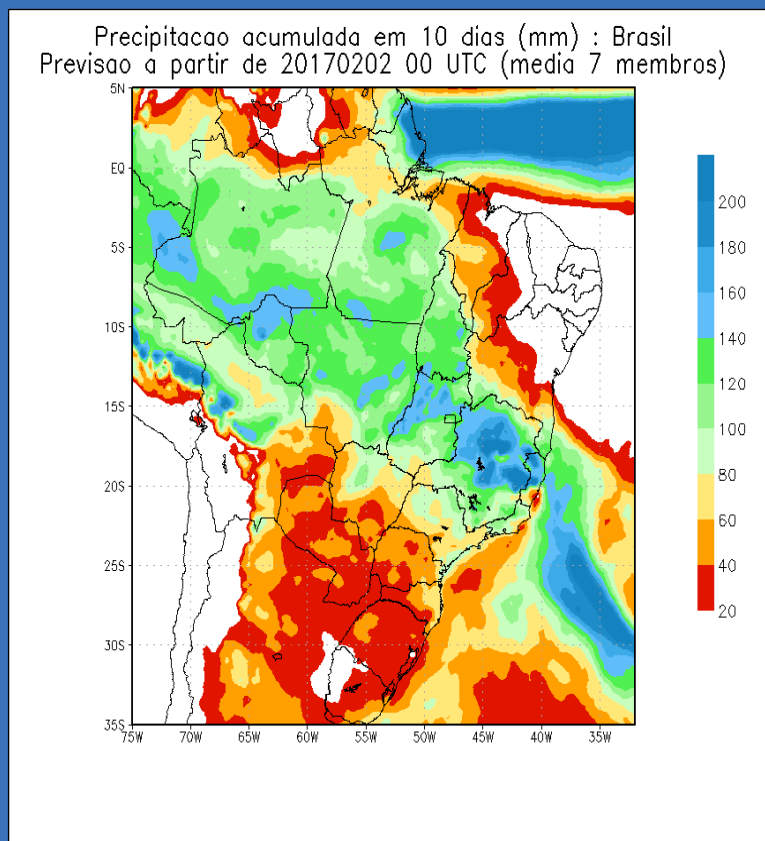 Precipitacao acumulada em 10 dias (mm) : Brasil
Previsao a partir de 20170202 00 UTC (media 7 membros)
5N
EQ
5S
10S
15S
20S
25S
30S
35S
75W 70W 65W 60W 55W 50W 45W 40W 35W
200
180
160
140
120
100
80
60
40
20